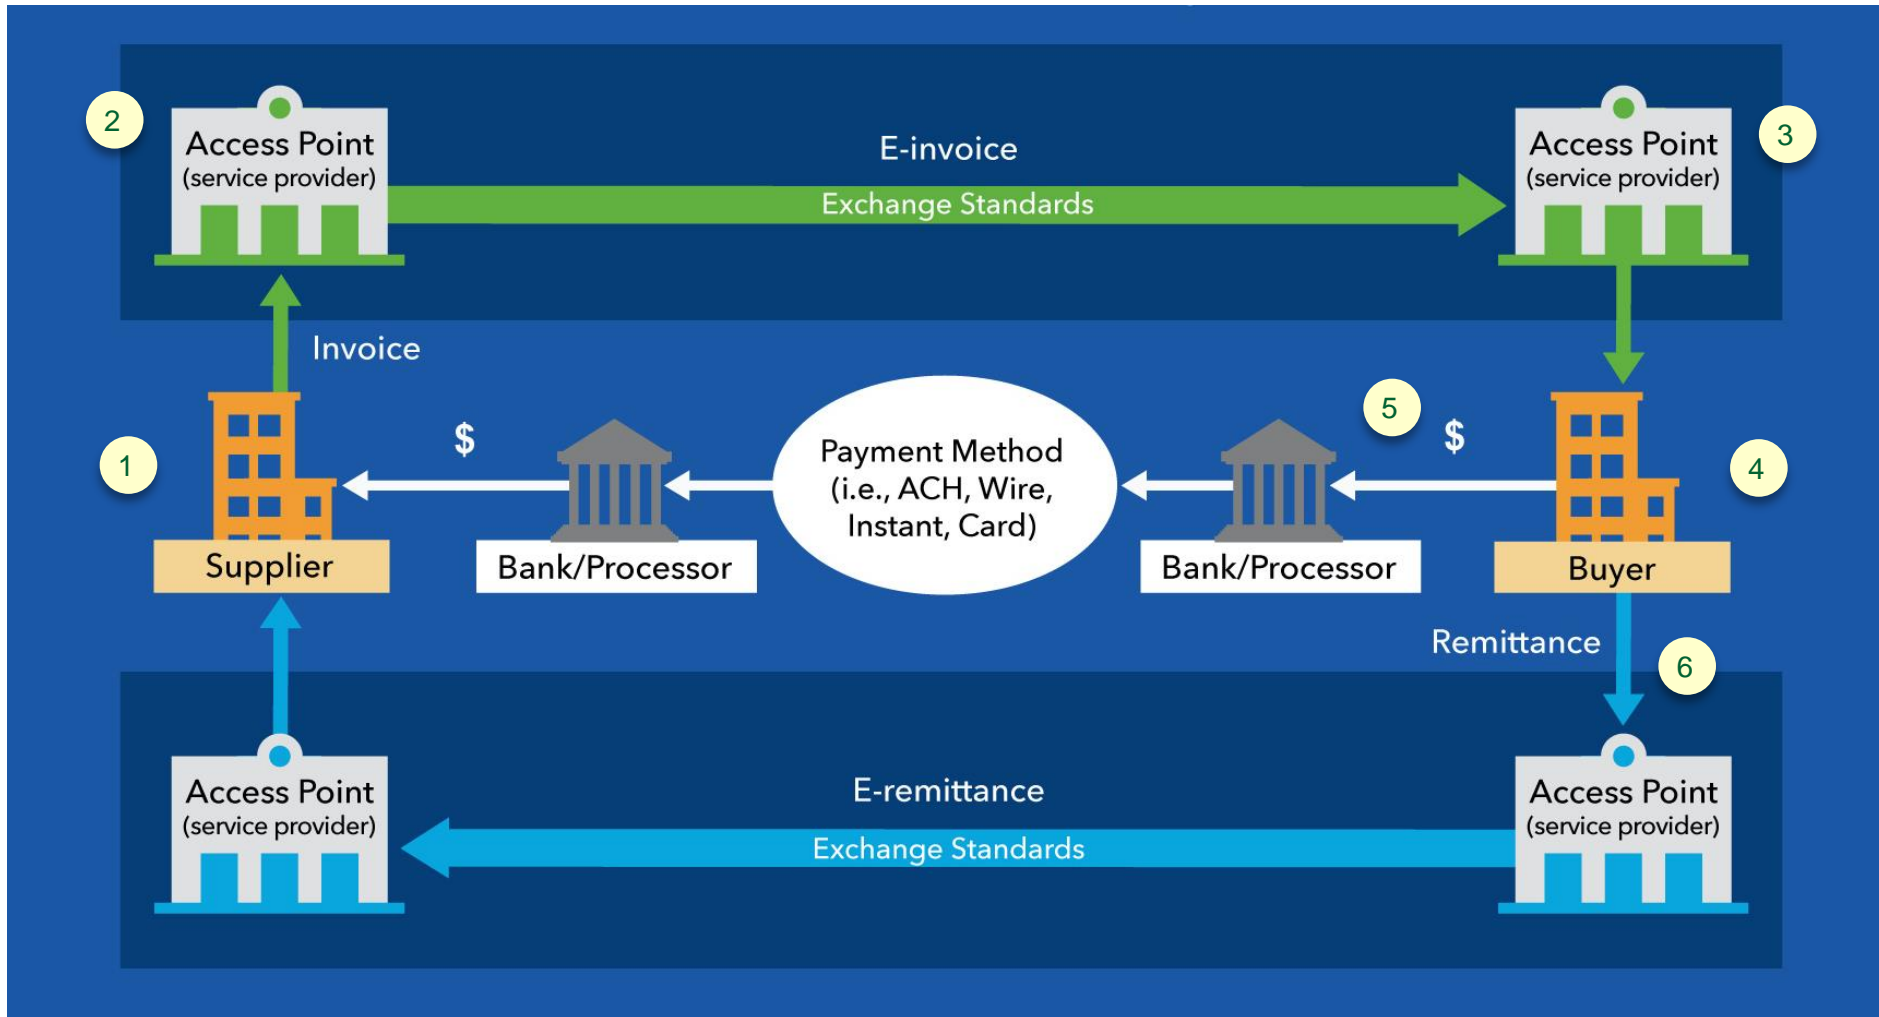 2
Access Point
(service provider)
E-invoice
Exchange Standards
Access Point
(service provider)
3
Invoice
1
Supplier
$
Bank/Processor
Payment Method
(i.e., ACH, Wire,
Instant, Card)
Bank/Processor
5
$
4
Buyer
Remittance
6
Access Point
(service provider)
E-remittance
Exchange Standards
Access Point
(service provider)